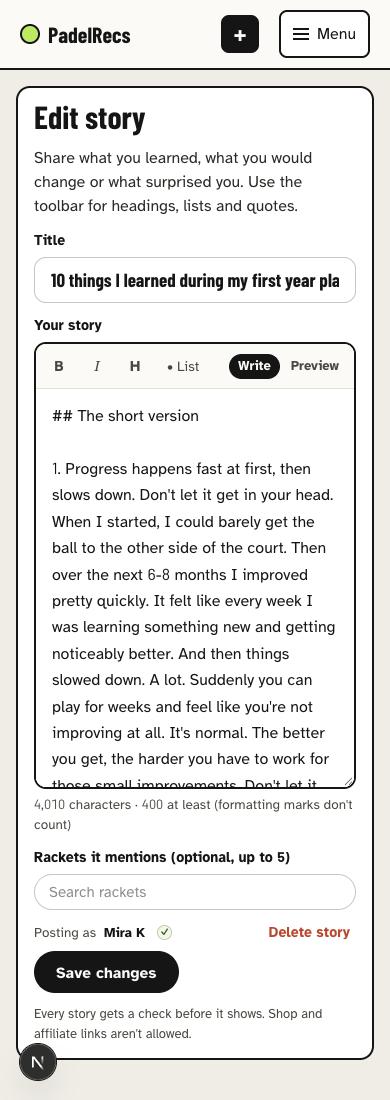 PadelRecs
+
Menu
Edit story
Share what you learned, what you would
change or what surprised you. Use the
toolbar for headings, lists and quotes.
Title
10 things I learned during my first year pla
Your story
B I H • List Write Preview
## The short version
1. Progress happens fast at first, then
slows down. Don't let it get in your head.
When I started, I could barely get the
ball to the other side of the court. Then
over the next 6-8 months I improved
pretty quickly. It felt like every week I
was learning something new and getting
noticeably better. And then things
slowed down. A lot. Suddenly you can
play for weeks and feel like you're not
improving at all. It's normal. The better
you get, the harder you have to work for
those small improvements. Don't let it
4,010 characters · 400 at least (formatting marks don't
count)
Rackets it mentions (optional, up to 5)
Search rackets
Posting as Mira K
Delete story
Save changes
Every story gets a check before it shows. Shop and
affiliate links aren't allowed.
N